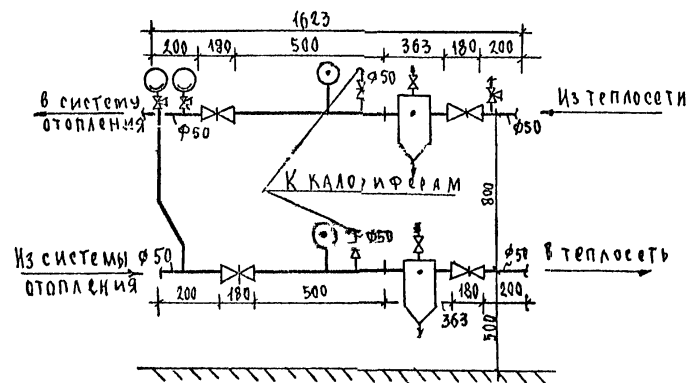 1623
200 190 500 363 180 200
ф50
в систему
отопления
ф50
Из теплосети
ф50
К калориферам
800
Из системы
отопления
ф50
ф50
ф50
в теплосеть
200 180 500 363 180 200
500